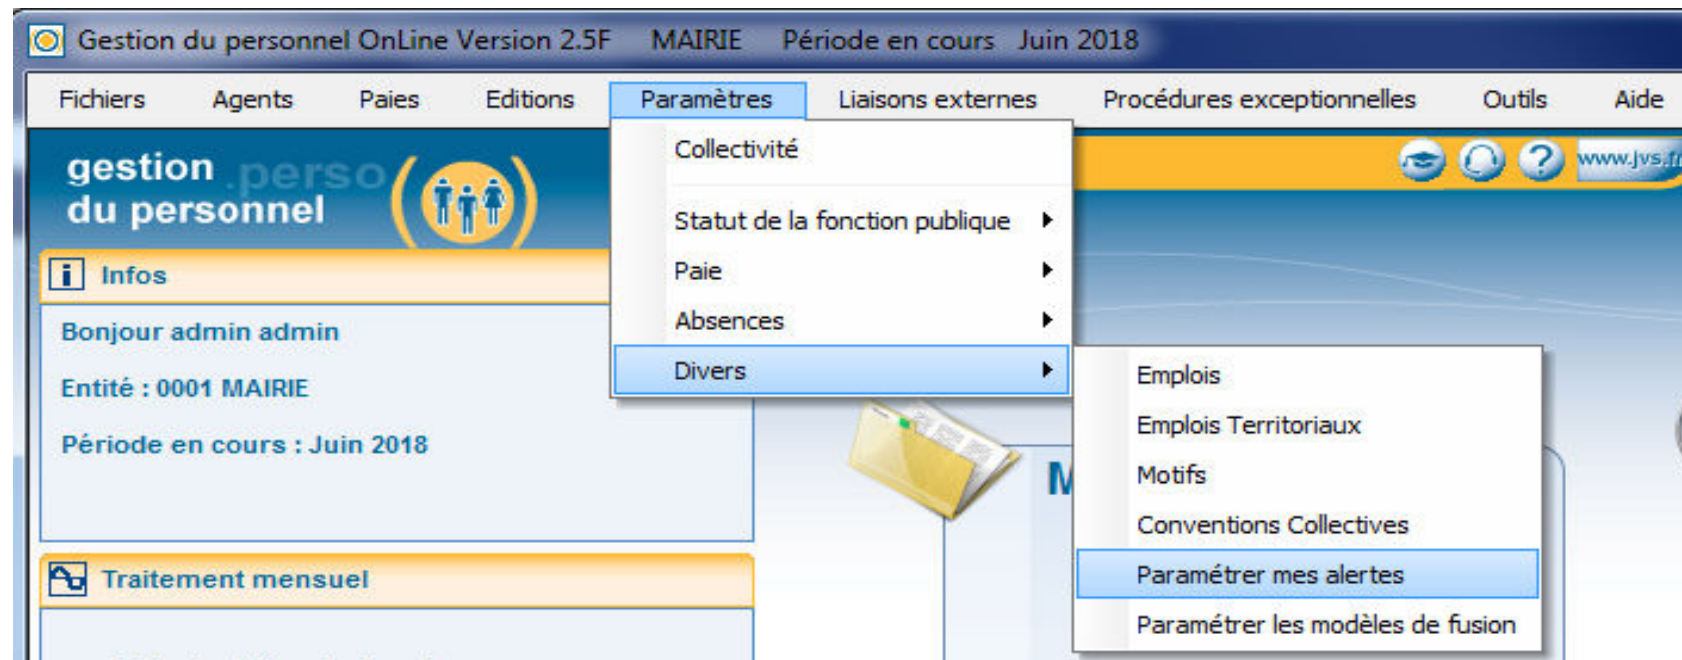 Gestion du personnel OnLine Version 2.5F MAIRIE Période en cours Juin 2018
Fichiers Agents Paies Editions Paramètres Liaisons externes Procédures exceptionnelles Outils Aide
gestion .perso
du personnel
www.jvs.fr
Collectivité
Statut de la fonction publique
Paie
Absences
Divers
Emplois
Emplois Territoriaux
Motifs
Conventions Collectives
Paramétrer mes alertes
Paramétrer les modèles de fusion
Infos
Bonjour admin admin
Entité : 0001 MAIRIE
Période en cours : Juin 2018
M
Traitement mensuel